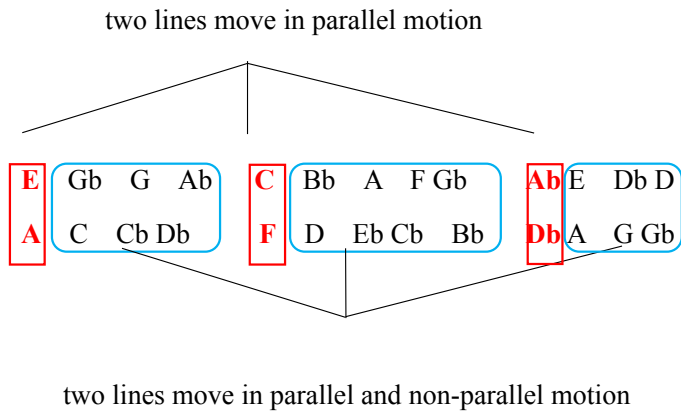 two lines move in parallel motion
E Gb G Ab C Bb A F Gb Ab E Db D
A C Cb Db F D Eb Cb Bb Db A G Gb
two lines move in parallel and non-parallel motion